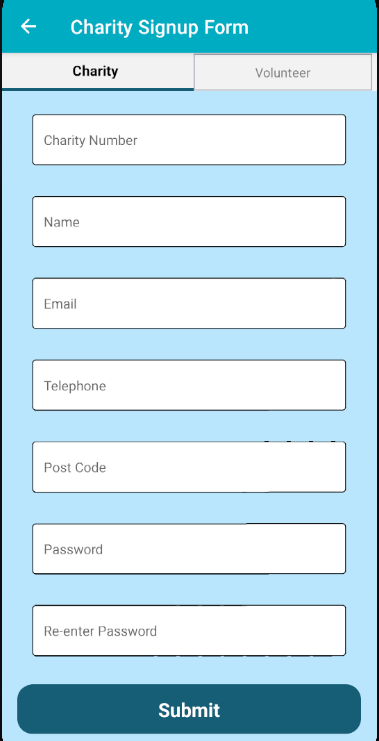 Charity Signup Form
Charity Volunteer
Charity Number
Name
Email
Telephone
Post Code
Password
Re-enter Password
Submit